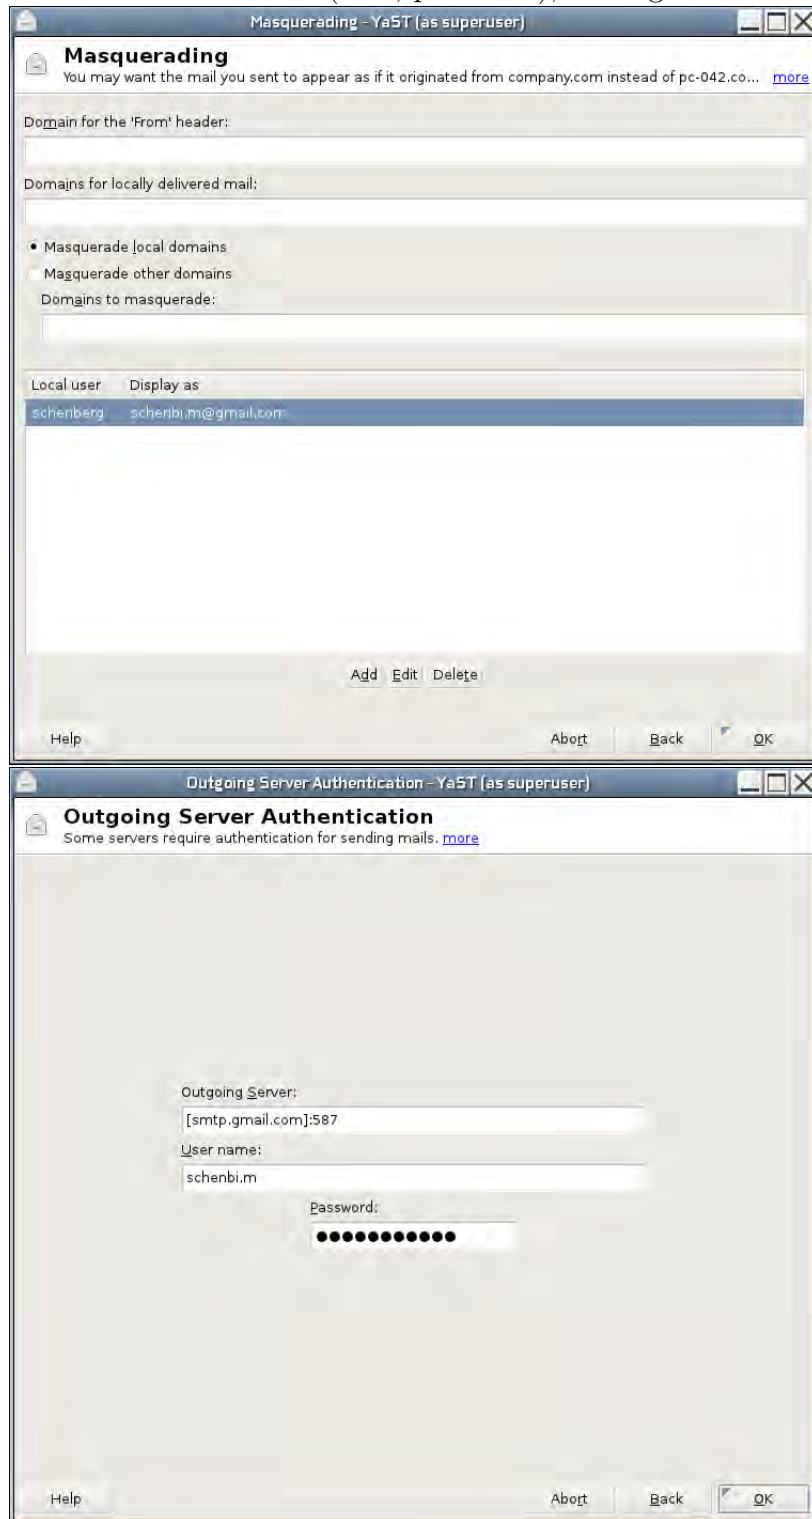 Masquerading - YaST (as superuser)
Masquerading
You may want the mail you sent to appear as if it originated from company.com instead of pc-042.co... more
Domain for the 'From' header:
Domains for locally delivered mail:
Masquerade local domains
Masquerade other domains
Domains to masquerade:
Local user Display as
schenberg schenbi.m@gmail.com
Add Edit Delete
Help Abort Back OK
Outgoing Server Authentication - YaST (as superuser)
Outgoing Server Authentication
Some servers require authentication for sending mails. more
Outgoing Server:
[smtp.gmail.com]:587
User name:
schenbi.m
Password:
●●●●●●●●●●●
Help Abort Back OK